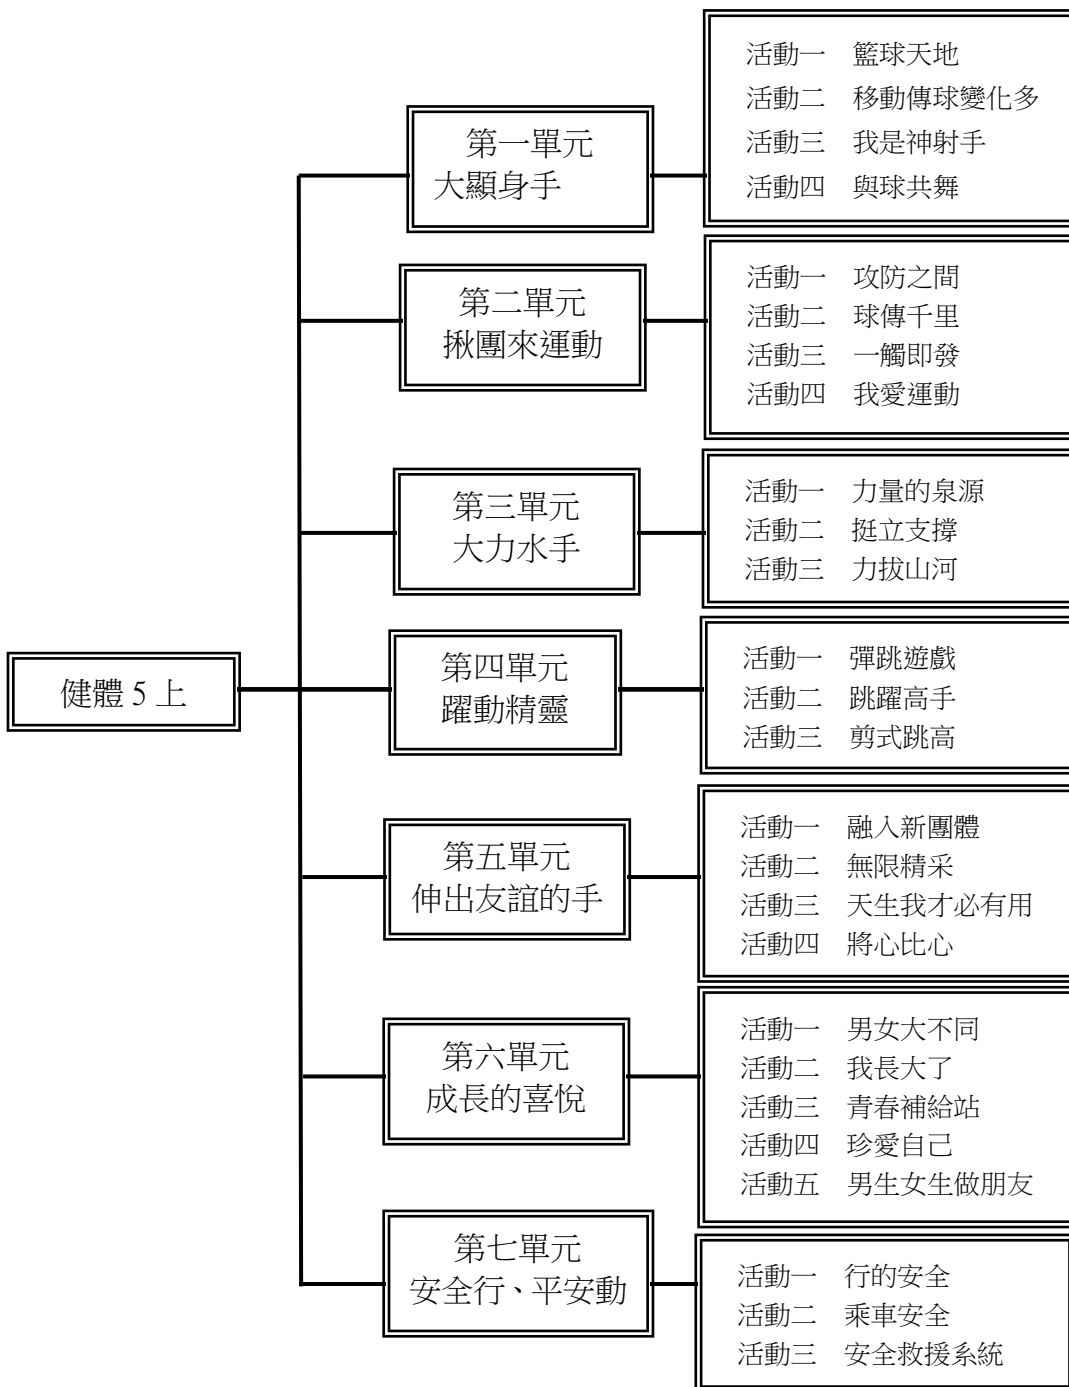 健體 5 上
第一單元
大顯身手
活動一　籃球天地
活動二　移動傳球變化多
活動三　我是神射手
活動四　與球共舞
第二單元
揪團來運動
活動一　攻防之間
活動二　球傳千里
活動三　一觸即發
活動四　我愛運動
第三單元
大力水手
活動一　力量的泉源
活動二　挺立支撐
活動三　力拔山河
第四單元
躍動精靈
活動一　彈跳遊戲
活動二　跳躍高手
活動三　剪式跳高
第五單元
伸出友誼的手
活動一　融入新團體
活動二　無限精采
活動三　天生我才必有用
活動四　將心比心
第六單元
成長的喜悅
活動一　男女大不同
活動二　我長大了
活動三　青春補給站
活動四　珍愛自己
活動五　男生女生做朋友
第七單元
安全行、平安動
活動一　行的安全
活動二　乘車安全
活動三　安全救援系統